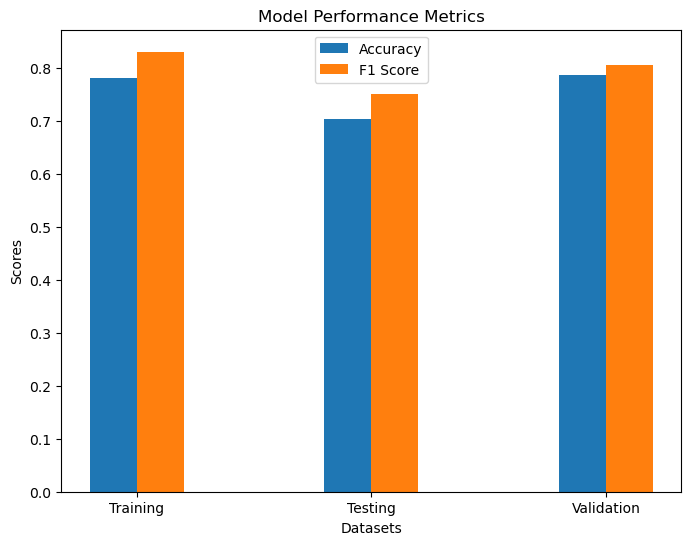 Model Performance Metrics
Accuracy
F1 Score
Scores
0.8
0.7
0.6
0.5
0.4
0.3
0.2
0.1
0.0
Training
Testing
Validation
Datasets